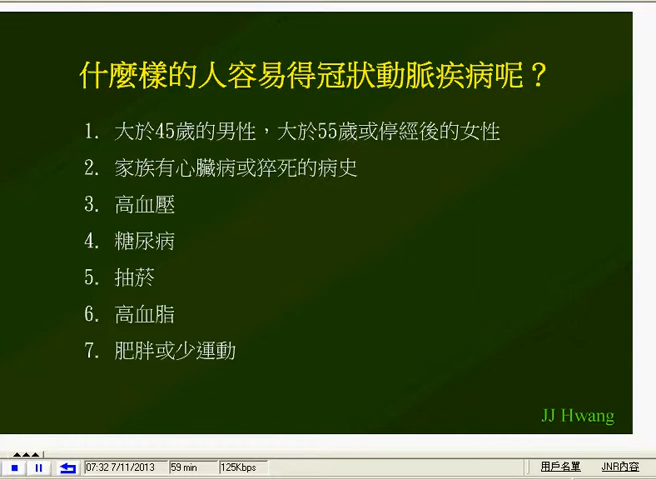 什麼樣的人容易得冠狀動脈疾病呢？
1. 大於45歲的男性，大於55歲或停經後的女性
2. 家族有心臟病或猝死的病史
3. 高血壓
4. 糖尿病
5. 抽菸
6. 高血脂
7. 肥胖或少運動
JJ Hwang
07:32 7/11/2013 59 min 125Kbps 用戶名單 JNR內容